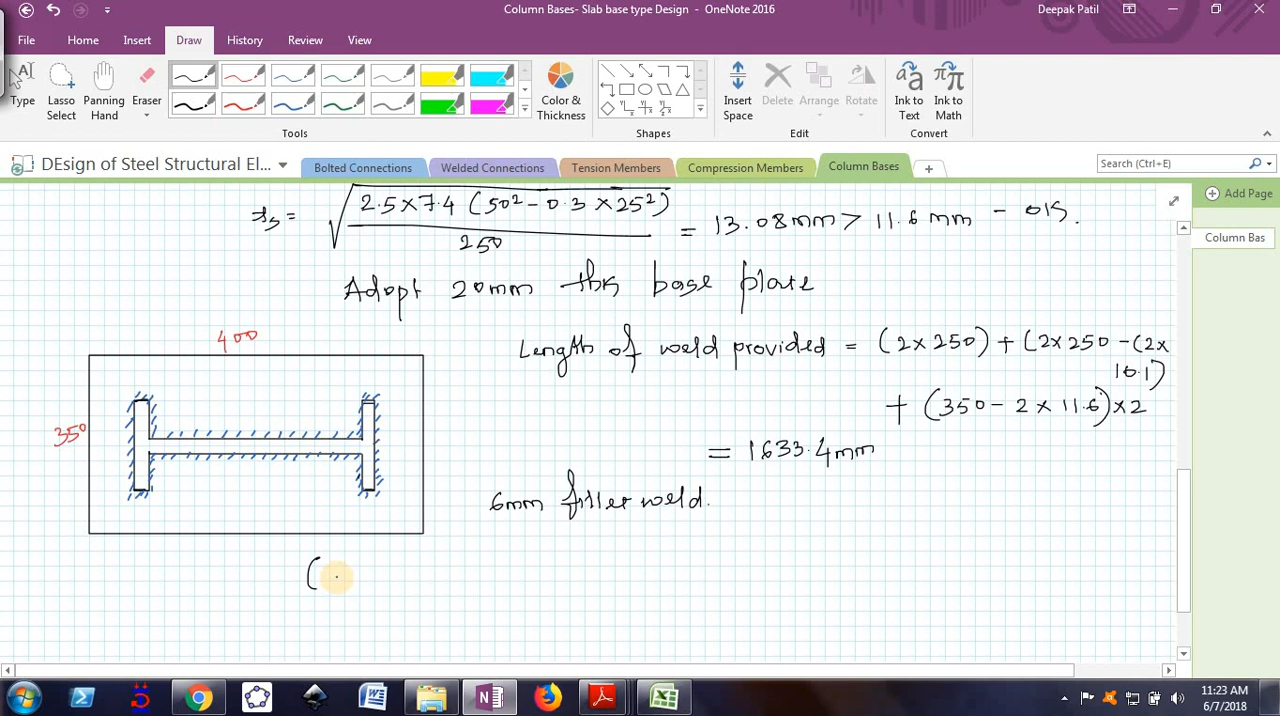 Column Bases- Slab base type Design - OneNote 2016
Deepak Patil
File Home Insert Draw History Review View
Type
Lasso Select
Panning Hand
Eraser
Color & Thickness
Insert Space
Delete
Arrange
Rotate
Ink to Text
Ink to Math
Tools
Shapes
Edit
Convert
DEsign of Steel Structural El...
Bolted Connections
Welded Connections
Tension Members
Compression Members
Column Bases
Search (Ctrl+E)
Add Page
Column Bas
ts = √ 2.5×7.4 (50² - 0.3 × 25²) / 250 = 13.08mm > 11.6 mm - OK.
Adopt 20mm thk base plate
400
350
Length of weld provided = (2×250) + (2×250 -(2×
10.1)
+ (350 - 2 × 11.6)×2
= 1633.4mm
6mm fillet weld.
(
11:23 AM
6/7/2018